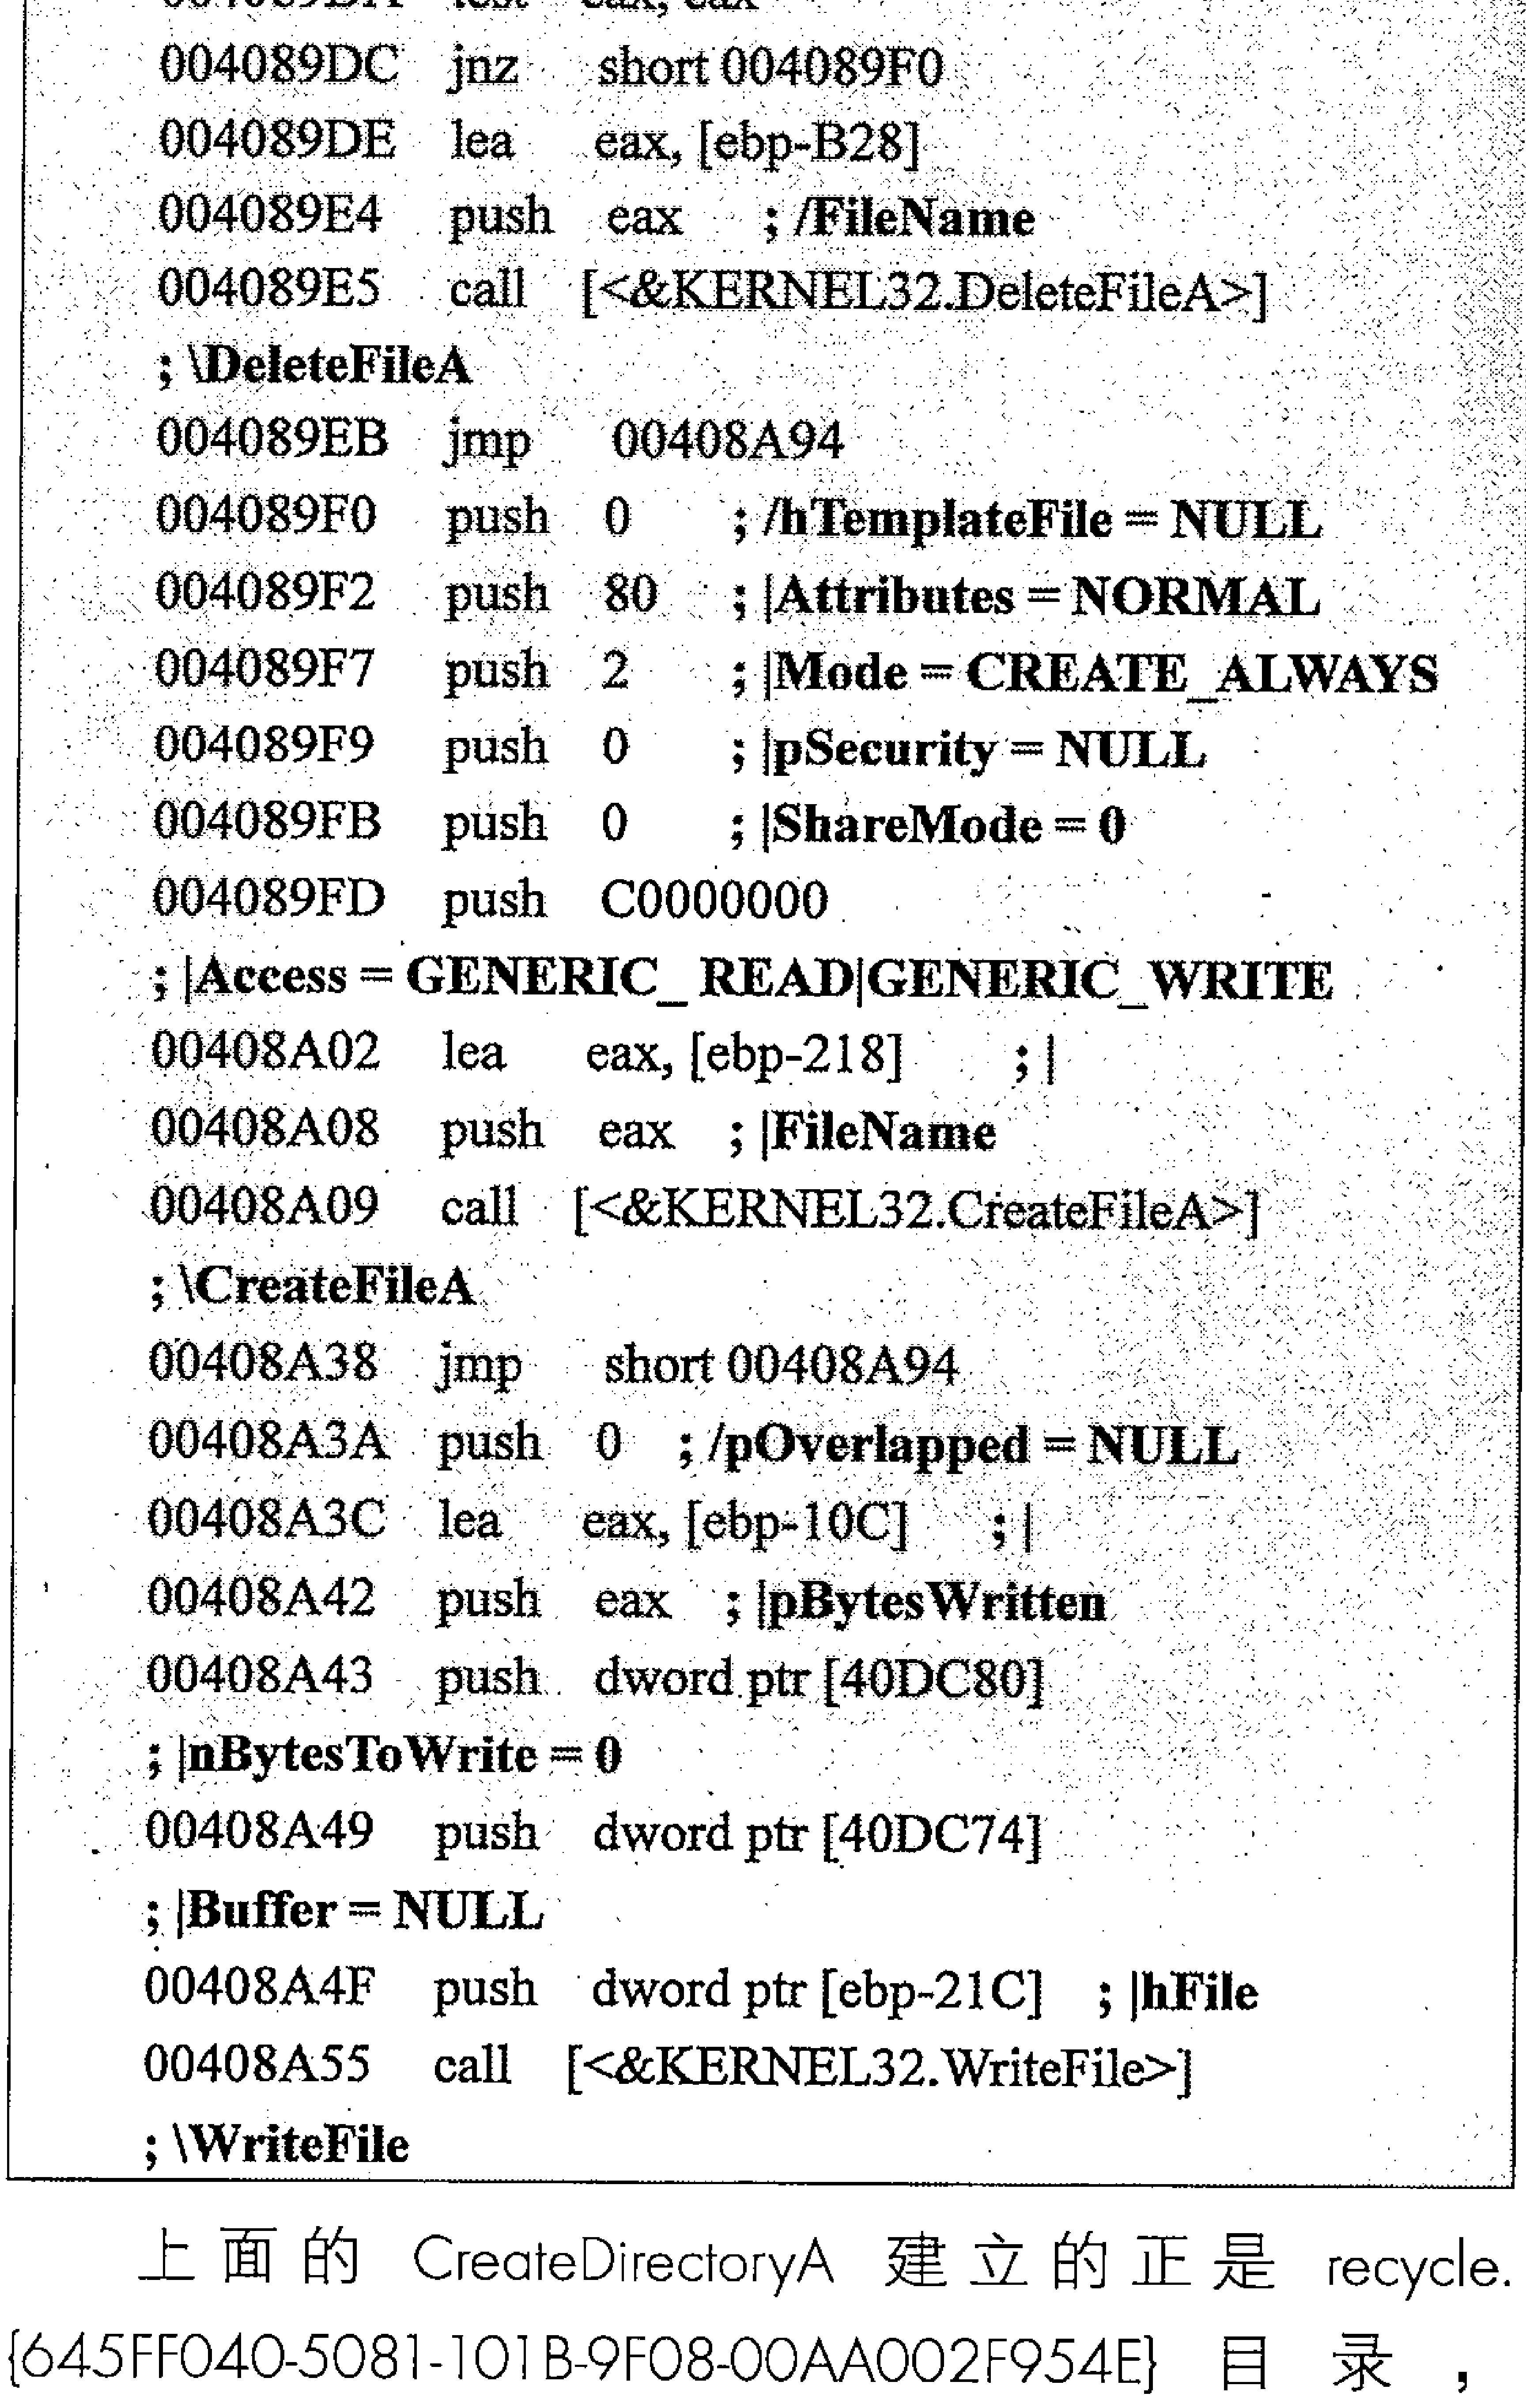 004089DA test eax, eax
004089DC jnz short 004089F0
004089DE lea eax, [ebp-B28]
004089E4 push eax ; /FileName
004089E5 call [<&KERNEL32.DeleteFileA>]
; \DeleteFileA
004089EB jmp 00408A94
004089F0 push 0 ; /hTemplateFile = NULL
004089F2 push 80 ; |Attributes = NORMAL
004089F7 push 2 ; |Mode = CREATE_ALWAYS
004089F9 push 0 ; |pSecurity = NULL
004089FB push 0 ; |ShareMode = 0
004089FD push C0000000
; |Access = GENERIC_ READ|GENERIC_WRITE
00408A02 lea eax, [ebp-218] ; |
00408A08 push eax ; |FileName
00408A09 call [<&KERNEL32.CreateFileA>]
; \CreateFileA
00408A38 jmp short 00408A94
00408A3A push 0 ; /pOverlapped = NULL
00408A3C lea eax, [ebp-10C] ; |
00408A42 push eax ; |pBytesWritten
00408A43 push dword ptr [40DC80]
; |nBytesToWrite = 0
00408A49 push dword ptr [40DC74]
; |Buffer = NULL
00408A4F push dword ptr [ebp-21C] ; |hFile
00408A55 call [<&KERNEL32.WriteFile>]
; \WriteFile
上面的 CreateDirectoryA 建立的正是 recycle.
{645FF040-5081-101B-9F08-00AA002F954E} 目录，